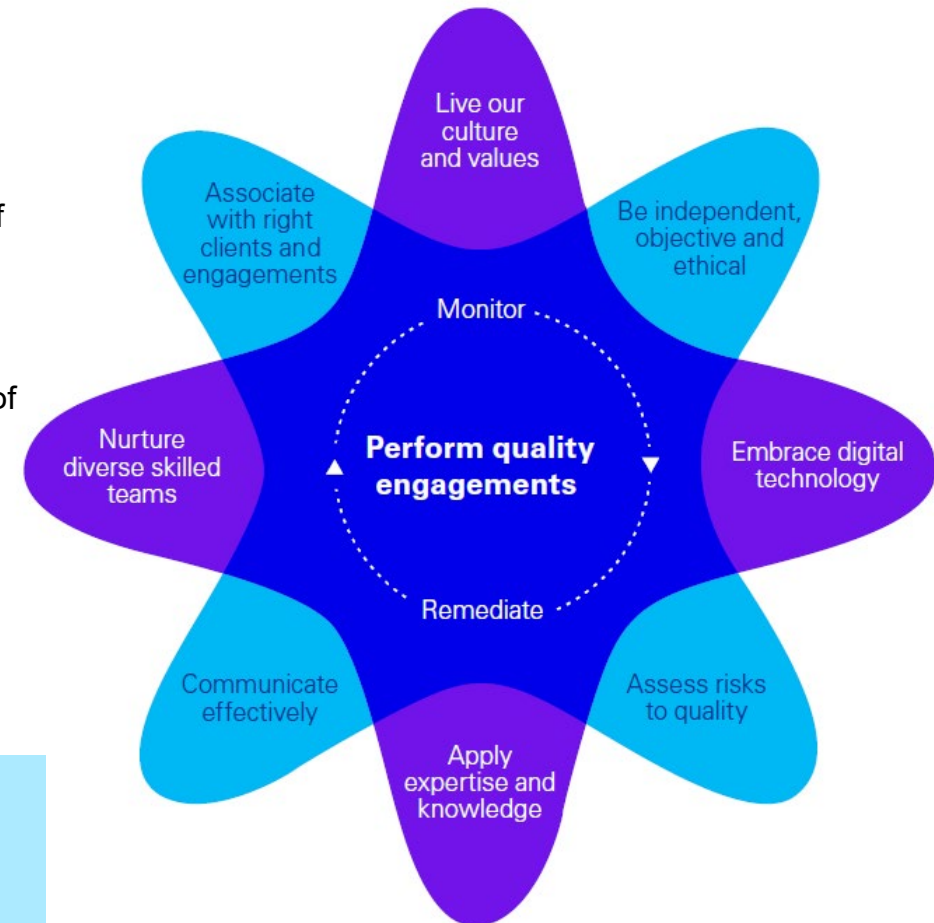 Live our
culture
and values
Be independent,
objective and
ethical
Embrace digital
technology
Assess risks
to quality
Apply
expertise and
knowledge
Communicate
effectively
Nurture
diverse skilled
teams
Associate
with right
clients and
engagements
Monitor
Perform quality
engagements
Remediate
of